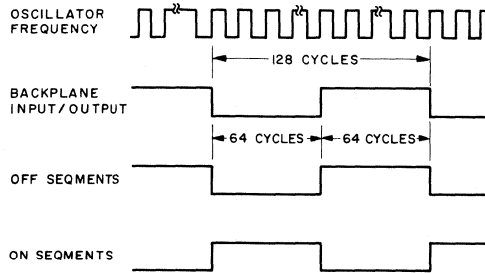 OSCILLATOR
FREQUENCY
128 CYCLES
BACKPLANE
INPUT/OUTPUT
64 CYCLES
64 CYCLES
OFF SEQMENTS
ON SEQMENTS